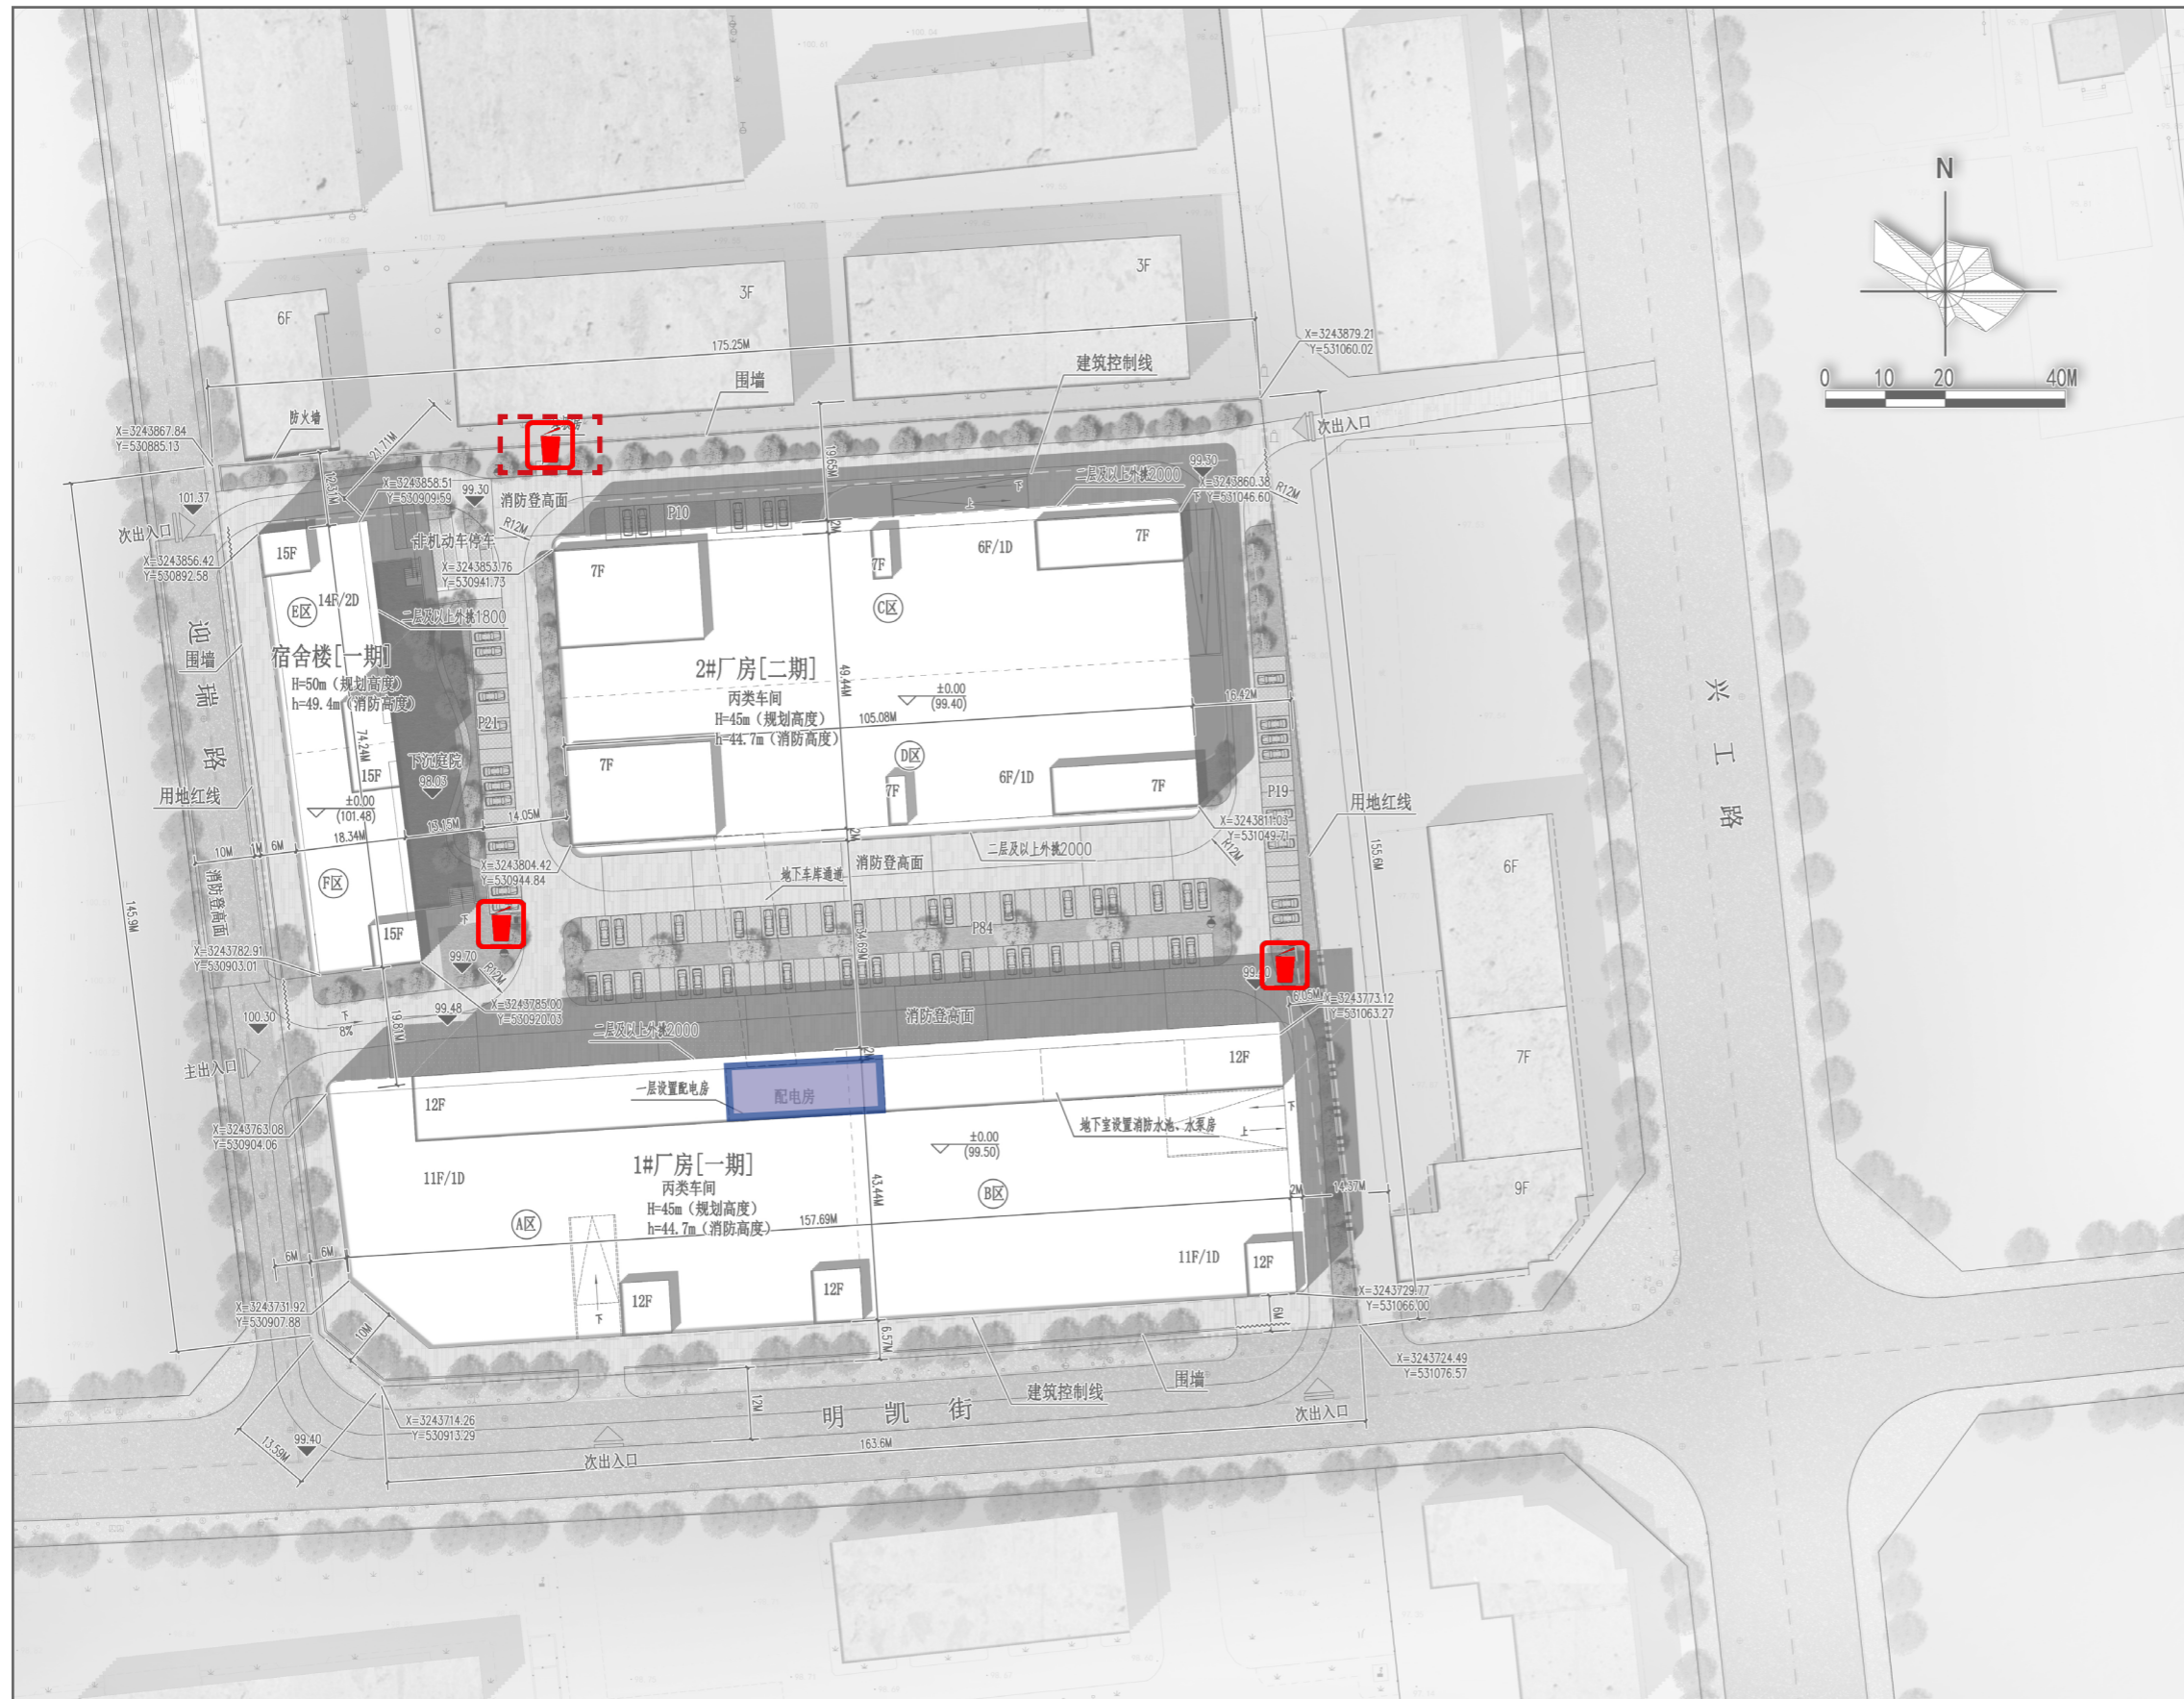 N
0 10 20 40M
3F
3F
6F
175.25M
X=3243879.21
Y=531060.02
建筑控制线
围墙
防火墙
X=3243867.84
Y=530885.13
21.71M
次出入口
19.65M
12.31M
二层及以上外挑2000
99.30
X=3243858.51
Y=530909.59
99.30
X=3243860.38
Y=531046.60
R12M
101.37
消防登高面
下
上
下
次出入口
P10
R12M
2M
非机动车停车
15F
7F
6F/1D
7F
X=3243856.42
Y=530892.58
X=3243853.76
Y=530941.73
7F
E区
14F/2D
C区
二层及以上外挑1800
迎瑞路
围墙
宿舍楼[一期]
H=50m（规划高度）
h=49.4m（消防高度）
2#厂房[二期]
丙类车间
H=45m（规划高度）
h=44.7m（消防高度）
49.44M
±0.00
(99.40)
16.42M
105.08M
兴工路
P21
74.24M
下沉庭院
98.03
15F
7F
D区
6F/1D
7F
7F
P19
用地红线
用地红线
±0.00
(101.48)
18.34M
13.15M
14.05M
10M
1M
6M
X=3243811.03
Y=531049.71
R12M
155.6M
二层及以上外挑2000
消防登高面
X=3243804.42
Y=530944.84
地下车库通道
6F
F区
消防登高面
145.9M
下
15F
P84
X=3243782.91
Y=530903.01
99.70
R12M
6.05M
X=3243773.12
Y=531063.27
X=3243785.00
Y=530920.03
99.48
100.30
下
8%
19.81M
消防登高面
二层及以上外挑2000
2M
主出入口
12F
7F
一层设置配电房
配电房
12F
下
上
地下室设置消防水池、水泵房
X=3243763.08
Y=530904.06
±0.00
(99.50)
1#厂房[一期]
丙类车间
H=45m（规划高度）
h=44.7m（消防高度）
11F/1D
43.44M
B区
2M
14.37M
9F
A区
157.69M
6M
6M
11F/1D
12F
12F
12F
下
X=3243731.92
Y=530907.88
X=3243729.77
Y=531066.00
10M
6.57M
6M
X=3243724.49
Y=531076.57
围墙
建筑控制线
12M
明凯街
X=3243714.26
Y=530913.29
次出入口
13.59M
99.40
163.6M
次出入口